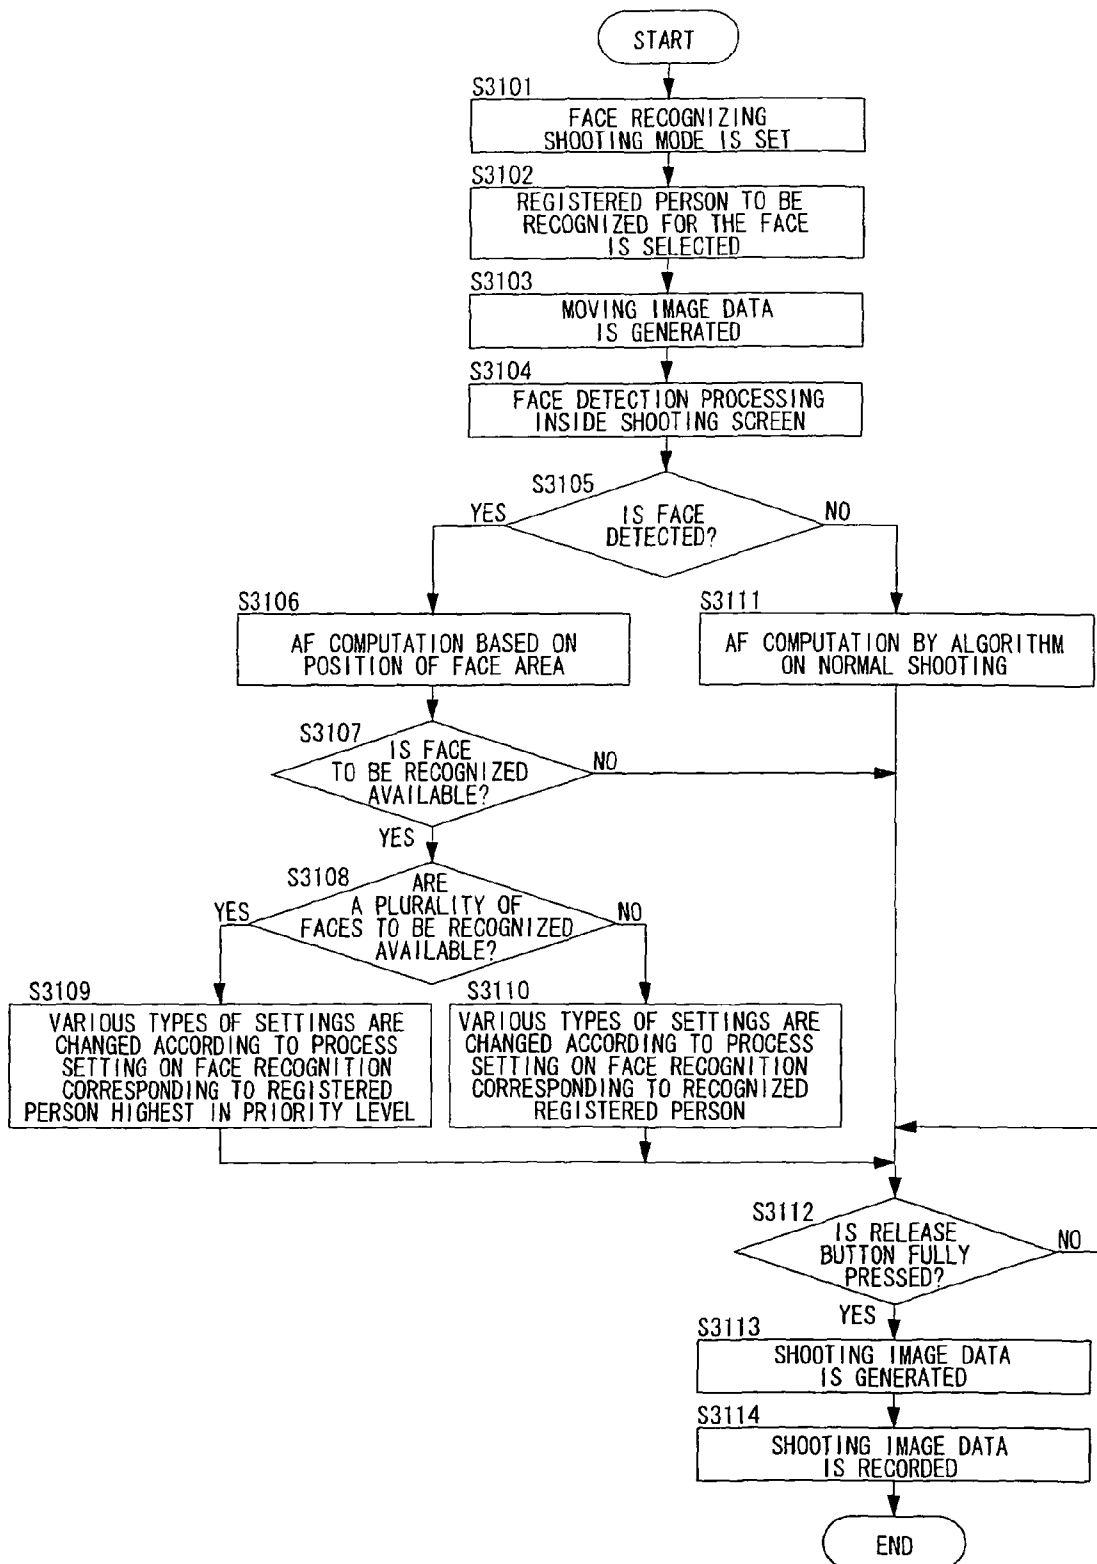 START
S3101
FACE RECOGNIZING
SHOOTING MODE IS SET
S3102
REGISTERED PERSON TO BE
RECOGNIZED FOR THE FACE
IS SELECTED
S3103
MOVING IMAGE DATA
IS GENERATED
S3104
FACE DETECTION PROCESSING
INSIDE SHOOTING SCREEN
S3105
YES
IS FACE
DETECTED?
NO
S3106
AF COMPUTATION BASED ON
POSITION OF FACE AREA
S3111
AF COMPUTATION BY ALGORITHM
ON NORMAL SHOOTING
S3107
IS FACE
TO BE RECOGNIZED
AVAILABLE?
NO
YES
S3108
YES
ARE
A PLURALITY OF
FACES TO BE RECOGNIZED
AVAILABLE?
NO
S3109
VARIOUS TYPES OF SETTINGS ARE
CHANGED ACCORDING TO PROCESS
SETTING ON FACE RECOGNITION
CORRESPONDING TO REGISTERED
PERSON HIGHEST IN PRIORITY LEVEL
S3110
VARIOUS TYPES OF SETTINGS ARE
CHANGED ACCORDING TO PROCESS
SETTING ON FACE RECOGNITION
CORRESPONDING TO RECOGNIZED
REGISTERED PERSON
S3112
IS RELEASE
BUTTON FULLY
PRESSED?
NO
YES
S3113
SHOOTING IMAGE DATA
IS GENERATED
S3114
SHOOTING IMAGE DATA
IS RECORDED
END